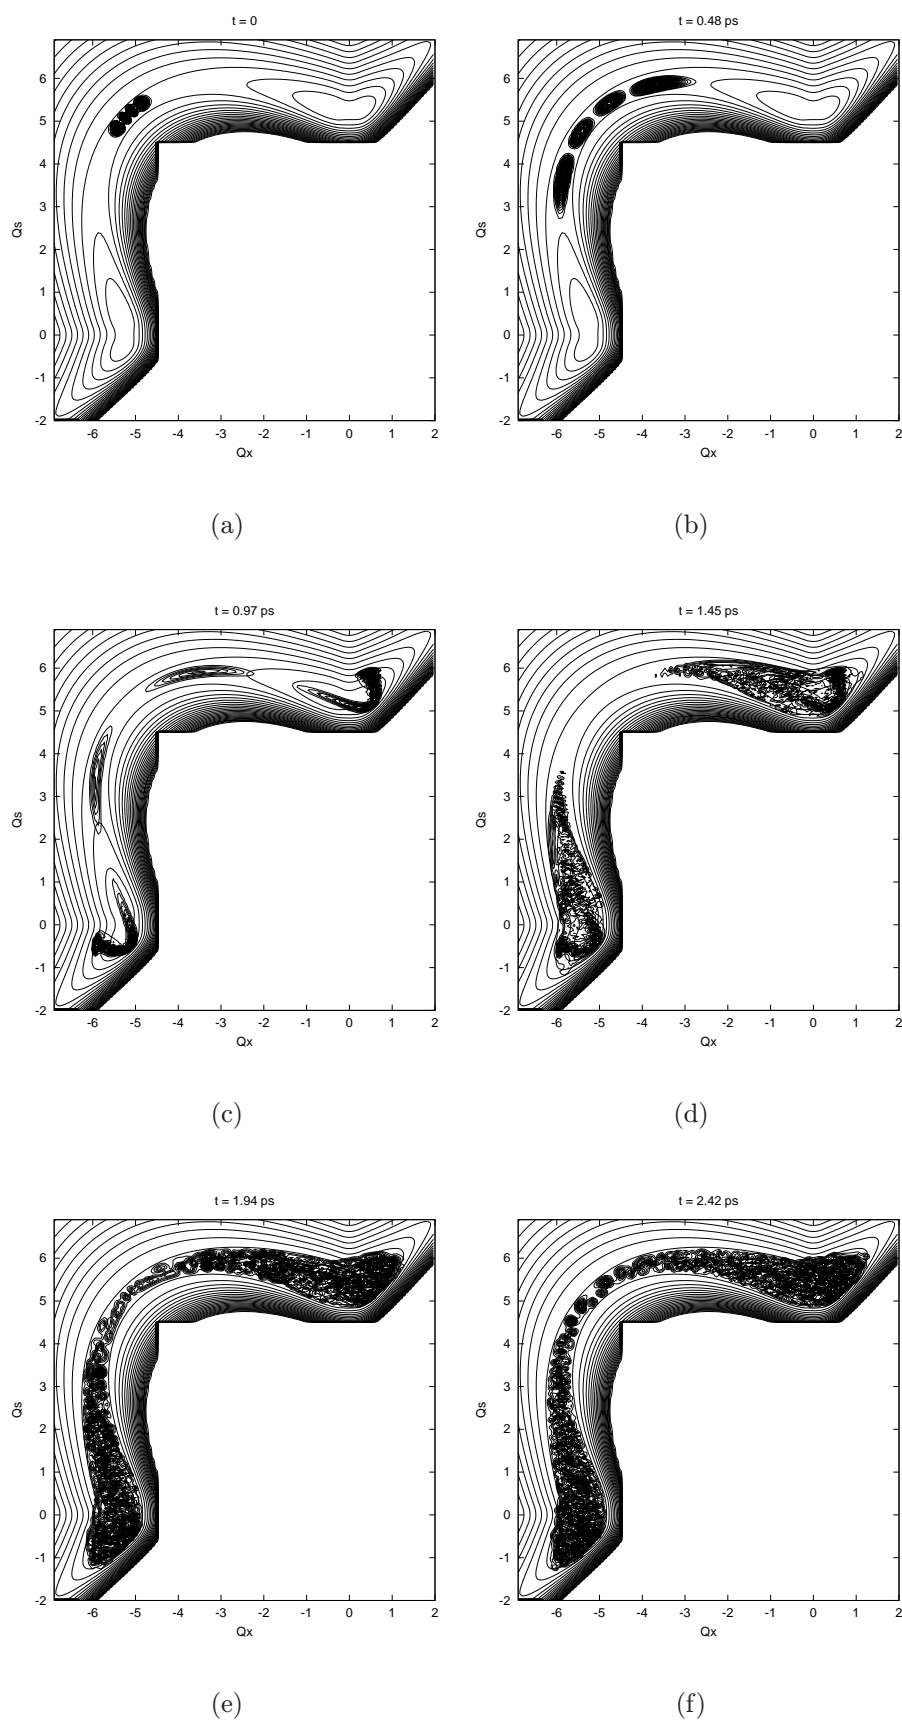 t = 0
t = 0.48 ps
6
5
4
3
2
1
0
-1
-2
Qs
-6 -5 -4 -3 -2 -1 0 1 2
Qx
6
5
4
3
2
1
0
-1
-2
Qs
-6 -5 -4 -3 -2 -1 0 1 2
Qx
(a)
(b)
t = 0.97 ps
t = 1.45 ps
6
5
4
3
2
1
0
-1
-2
Qs
-6 -5 -4 -3 -2 -1 0 1 2
Qx
6
5
4
3
2
1
0
-1
-2
Qs
-6 -5 -4 -3 -2 -1 0 1 2
Qx
(c)
(d)
t = 1.94 ps
t = 2.42 ps
6
5
4
3
2
1
0
-1
-2
Qs
-6 -5 -4 -3 -2 -1 0 1 2
Qx
6
5
4
3
2
1
0
-1
-2
Qs
-6 -5 -4 -3 -2 -1 0 1 2
Qx
(e)
(f)